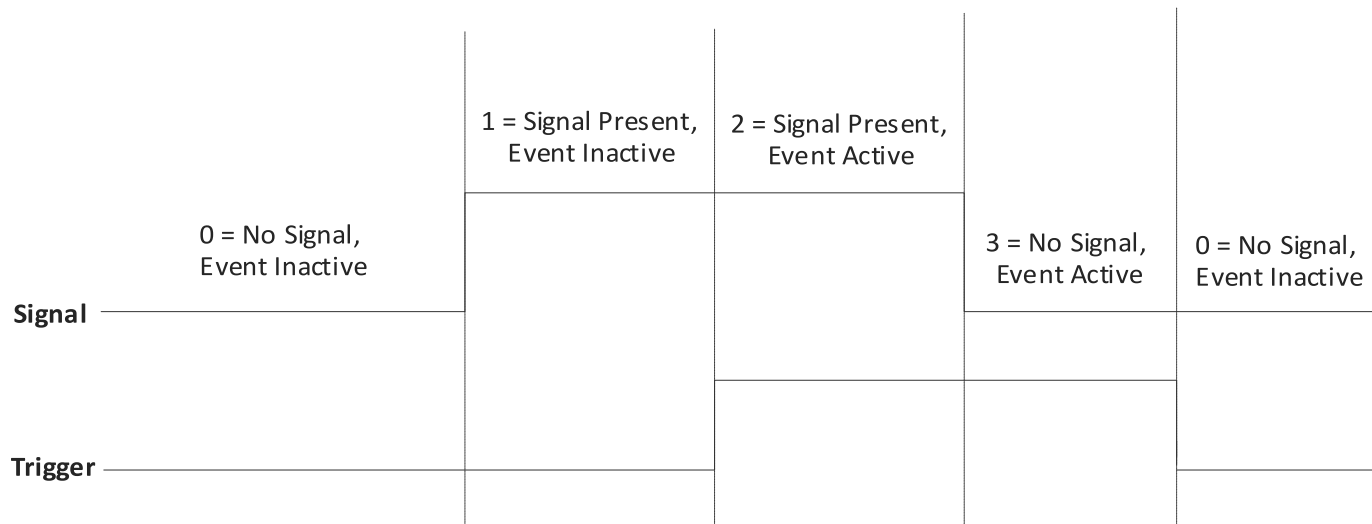 1 = Signal Present,
Event Inactive
2 = Signal Present,
Event Active
0 = No Signal,
Event Inactive
3 = No Signal,
Event Active
0 = No Signal,
Event Inactive
Signal
Trigger